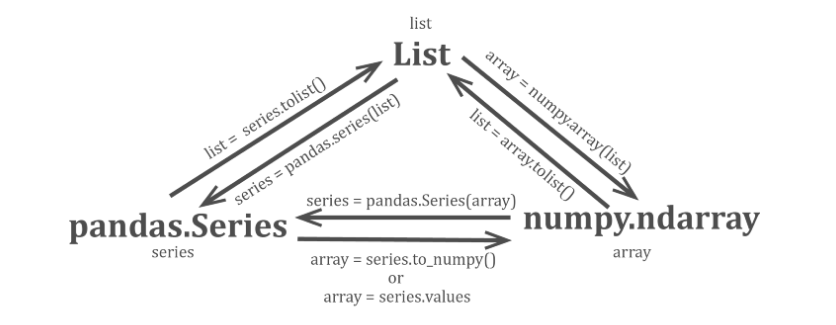 list
List
list = series.tolist()
series = pandas.series(list)
array = numpy.array(list)
list = array.tolist()
series = pandas.Series(array)
pandas.Series
series
numpy.ndarray
array
array = series.to_numpy()
or
array = series.values